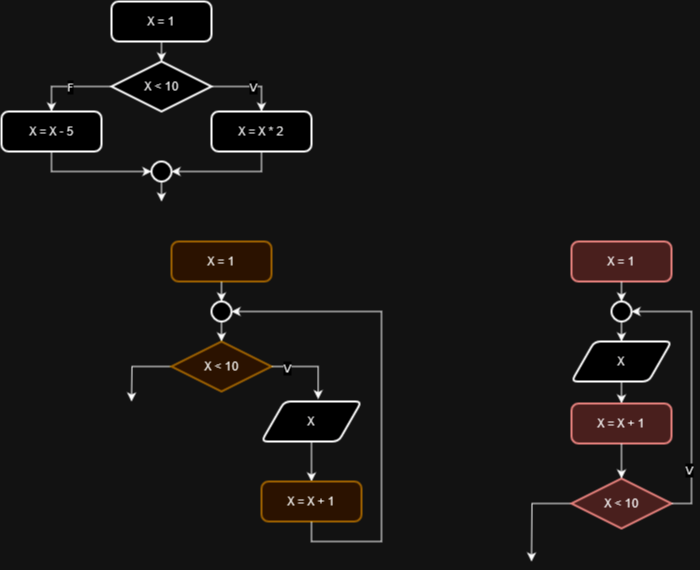 X = 1
X < 10
F
V
X = X - 5
X = X * 2
X = 1
X < 10
V
X
X = X + 1
X = 1
X
X = X + 1
V
X < 10